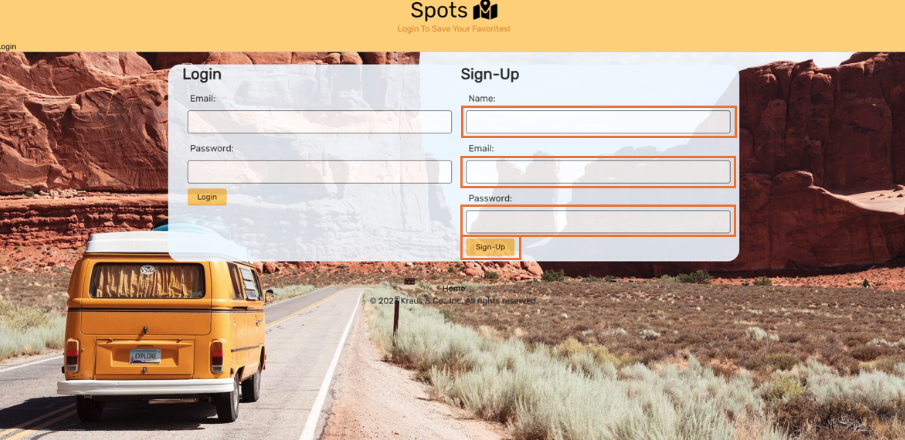 Spots
Login To Save Your Favorites!
Login
Login
Email:
Password:
Login
Sign-Up
Name:
Email:
Password:
Sign-Up
Home
Kraus & Co., Inc. All rights reserved.
EXPLORE